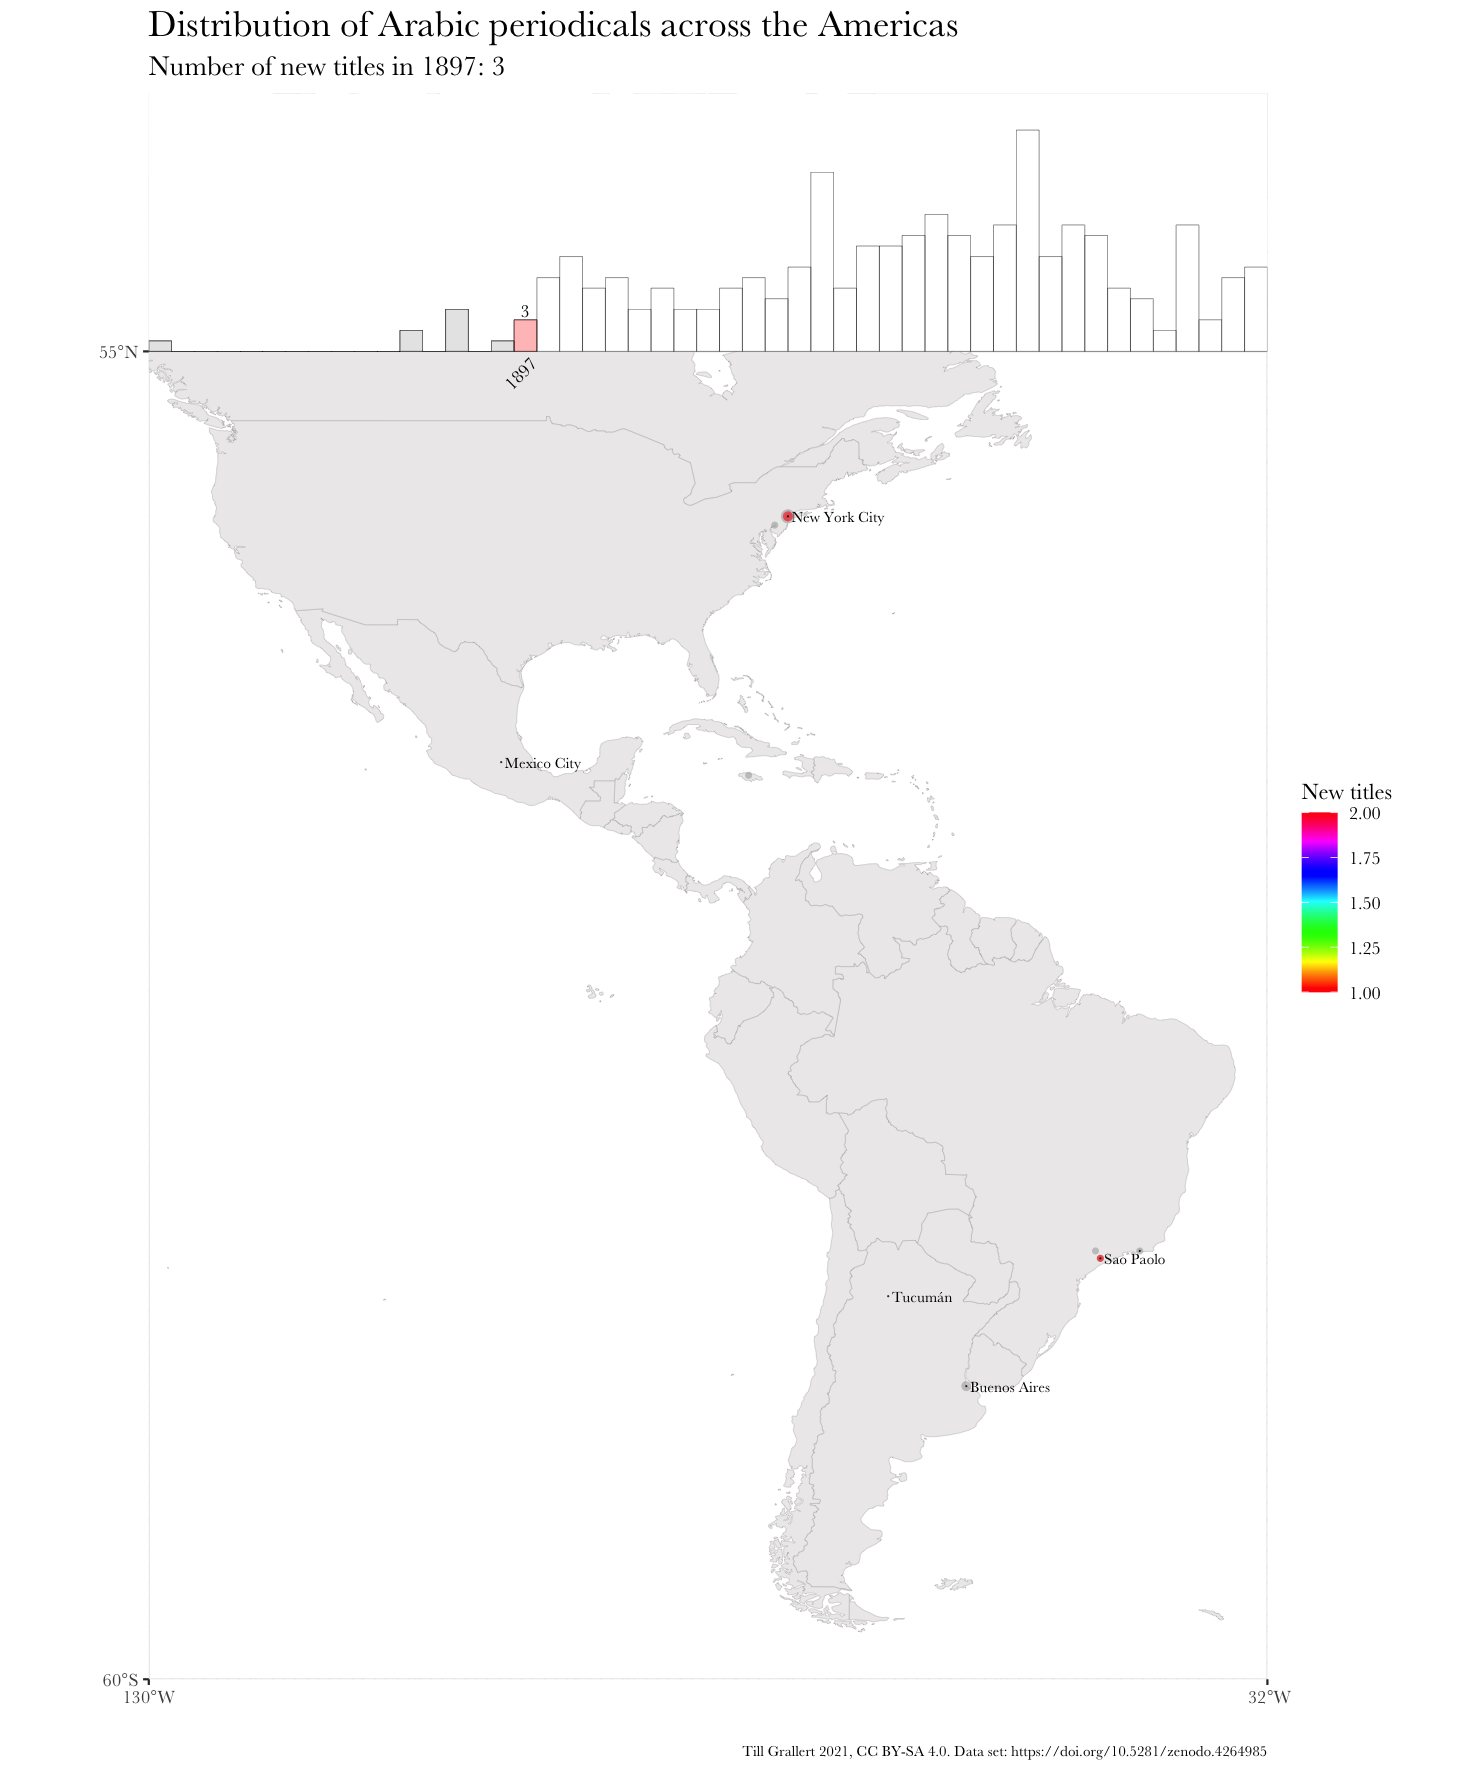 Distribution of Arabic periodicals across the Americas
Number of new titles in 1897: 3
3
55°N
1897
New York City
Mexico City
New titles
2.00
1.75
1.50
1.25
1.00
Sao Paolo
Tucumán
Buenos Aires
60°S
130°W
32°W
Till Grallert 2021, CC BY-SA 4.0. Data set: https://doi.org/10.5281/zenodo.4264985